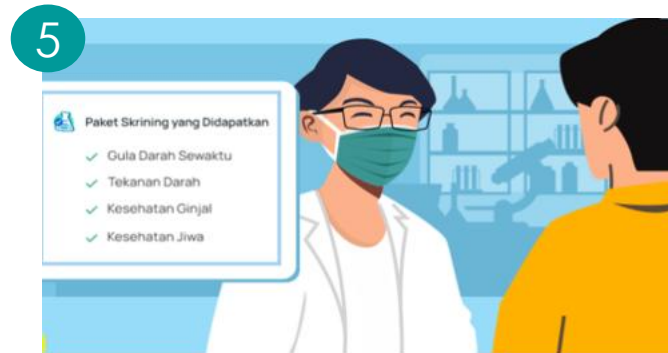 5
Paket Skrining yang Didapatkan
Gula Darah Sewaktu
Tekanan Darah
Kesehatan Ginjal
Kesehatan Jiwa